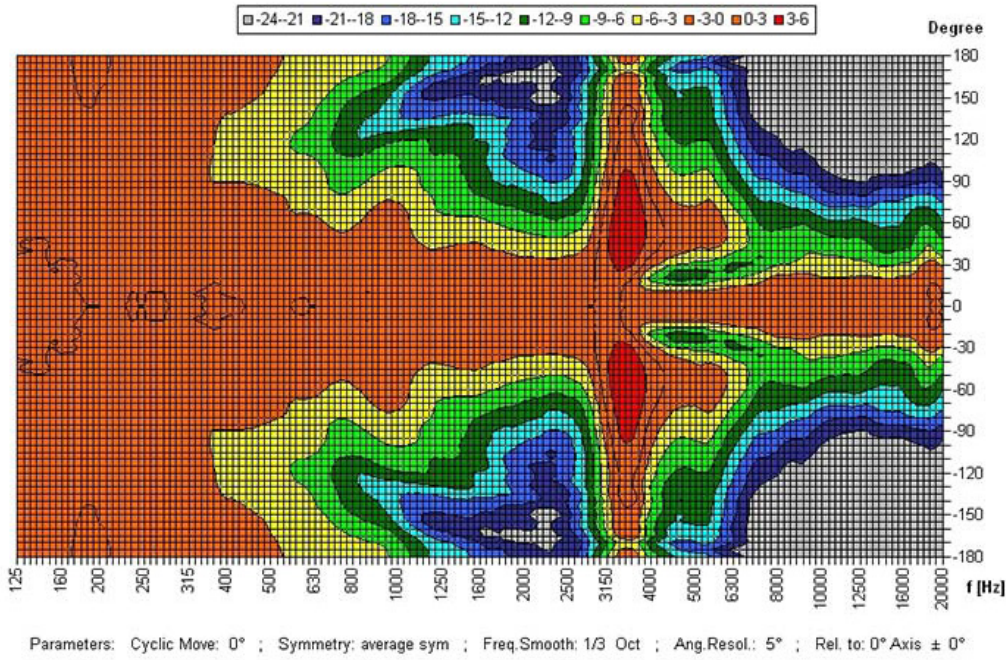 -24--21 -21--18 -18--15 -15--12 -12--9 -9--6 -6--3 -3-0 0-3 3-6
Degree
180
150
120
90
60
30
0
-30
-60
-90
-120
-150
-180
125 160 200 250 315 400 500 630 800 1000 1250 1600 2000 2500 3150 4000 5000 6300 8000 10000 12500 16000 20000
f [Hz]
Parameters: Cyclic Move: 0° ; Symmetry: average sym ; Freq.Smooth: 1/3 Oct ; Ang.Resol.: 5° ; Rel. to: 0° Axis ± 0°